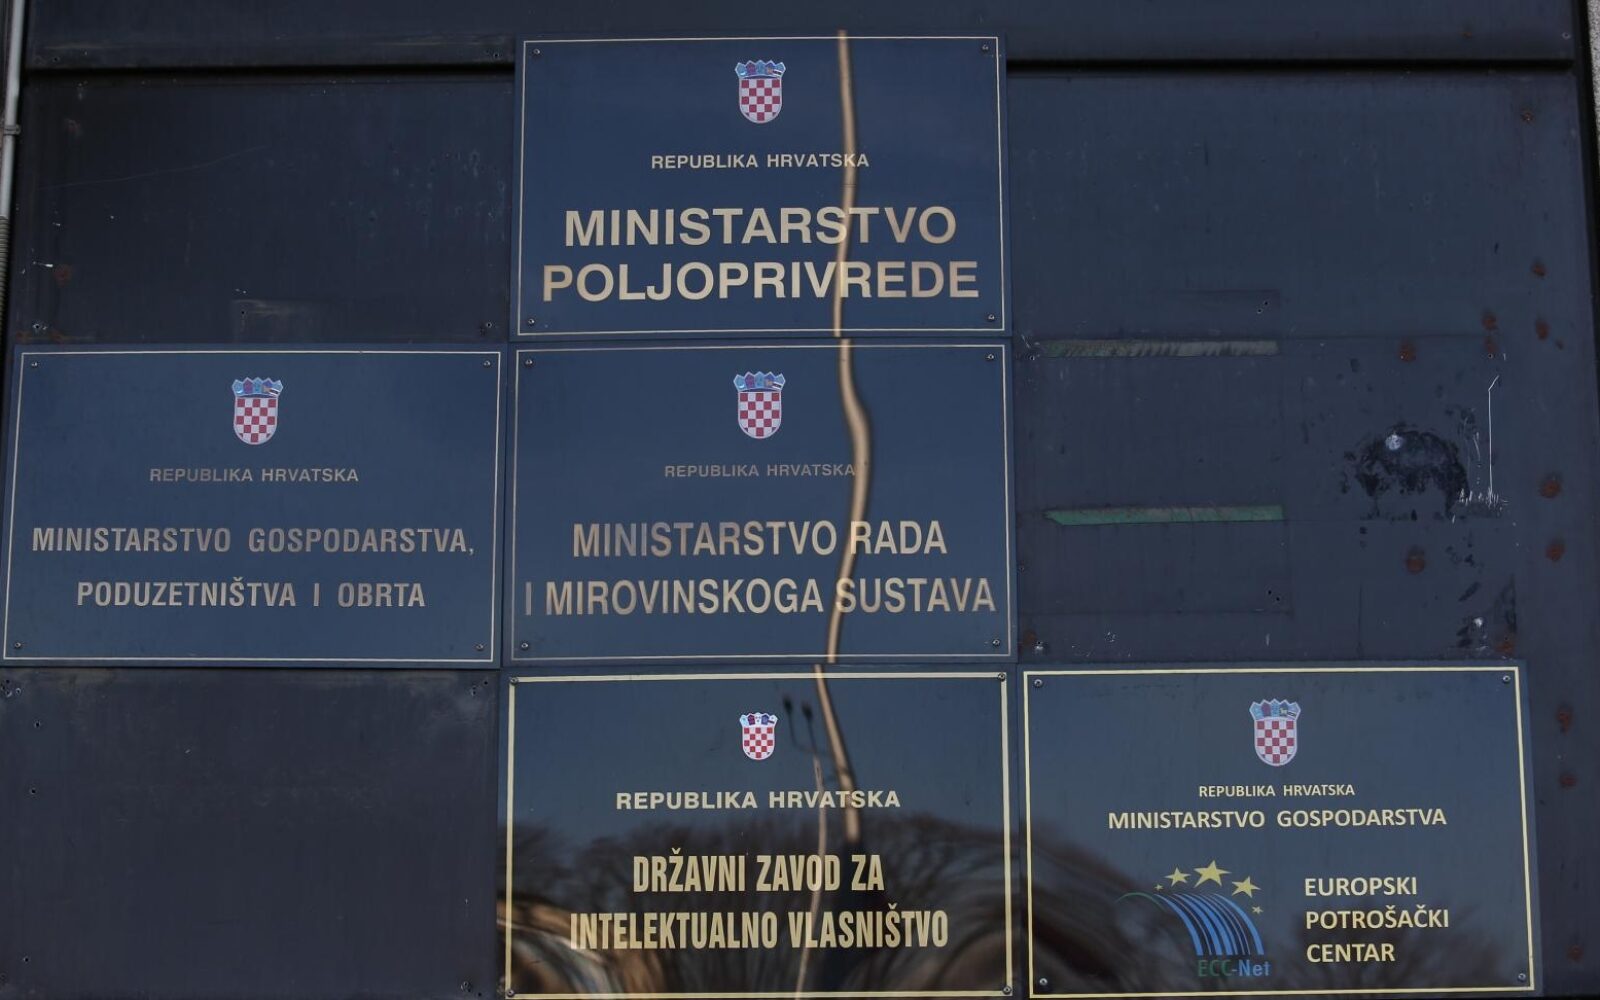 REPUBLIKA HRVATSKA
MINISTARSTVO
POLJOPRIVREDE
REPUBLIKA HRVATSKA
MINISTARSTVO GOSPODARSTVA,
PODUZETNIŠTVA I OBRTA
REPUBLIKA HRVATSKA
MINISTARSTVO RADA
I MIROVINSKOGA SUSTAVA
REPUBLIKA HRVATSKA
DRŽAVNI ZAVOD ZA
INTELEKTUALNO VLASNIŠTVO
REPUBLIKA HRVATSKA
MINISTARSTVO GOSPODARSTVA
EUROPSKI
POTROŠAČKI
CENTAR
ECC-Net